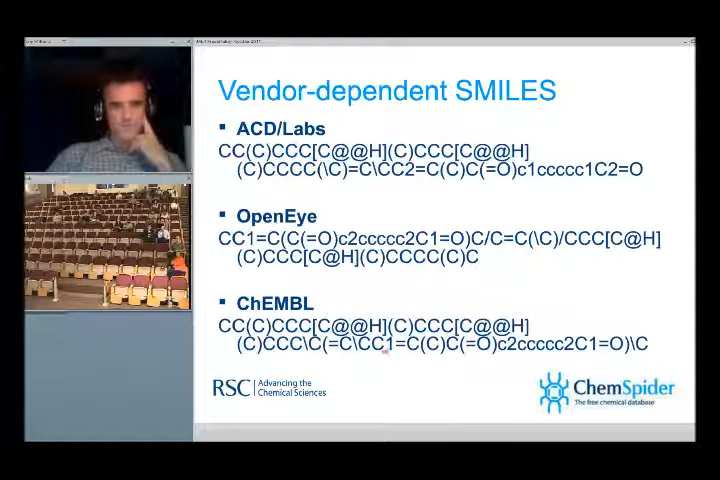 Vendor-dependent SMILES
ACD/Labs
CC(C)CCC[C@@H](C)CCC[C@@H]
(C)CCCC(\C)=C\CC2=C(C)C(=O)c1ccccc1C2=O
OpenEye
CC1=C(C(=O)c2ccccc2C1=O)C/C=C(\C)/CCC[C@H]
(C)CCC[C@H](C)CCCC(C)C
ChEMBL
CC(C)CCC[C@@H](C)CCC[C@@H]
(C)CCC\C(=C\CC1=C(C)C(=O)c2ccccc2C1=O)\C
RSC Advancing the
Chemical Sciences
ChemSpider
The free chemical database